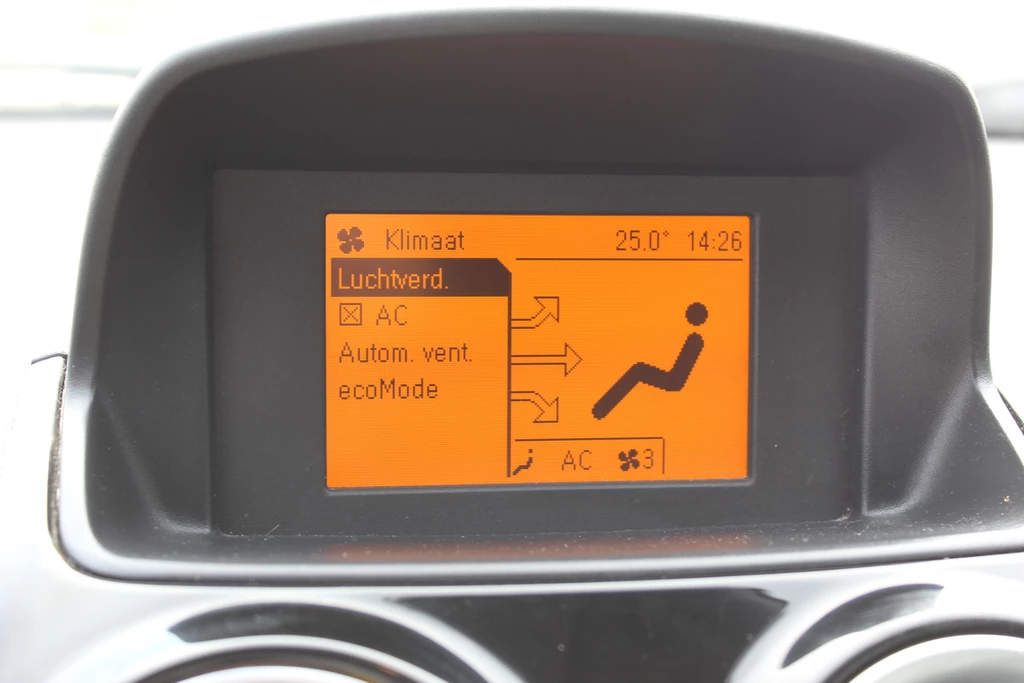 Klimaat 25.0° 14:26
Luchtverd.
AC
Autom. vent.
ecoMode
AC 3